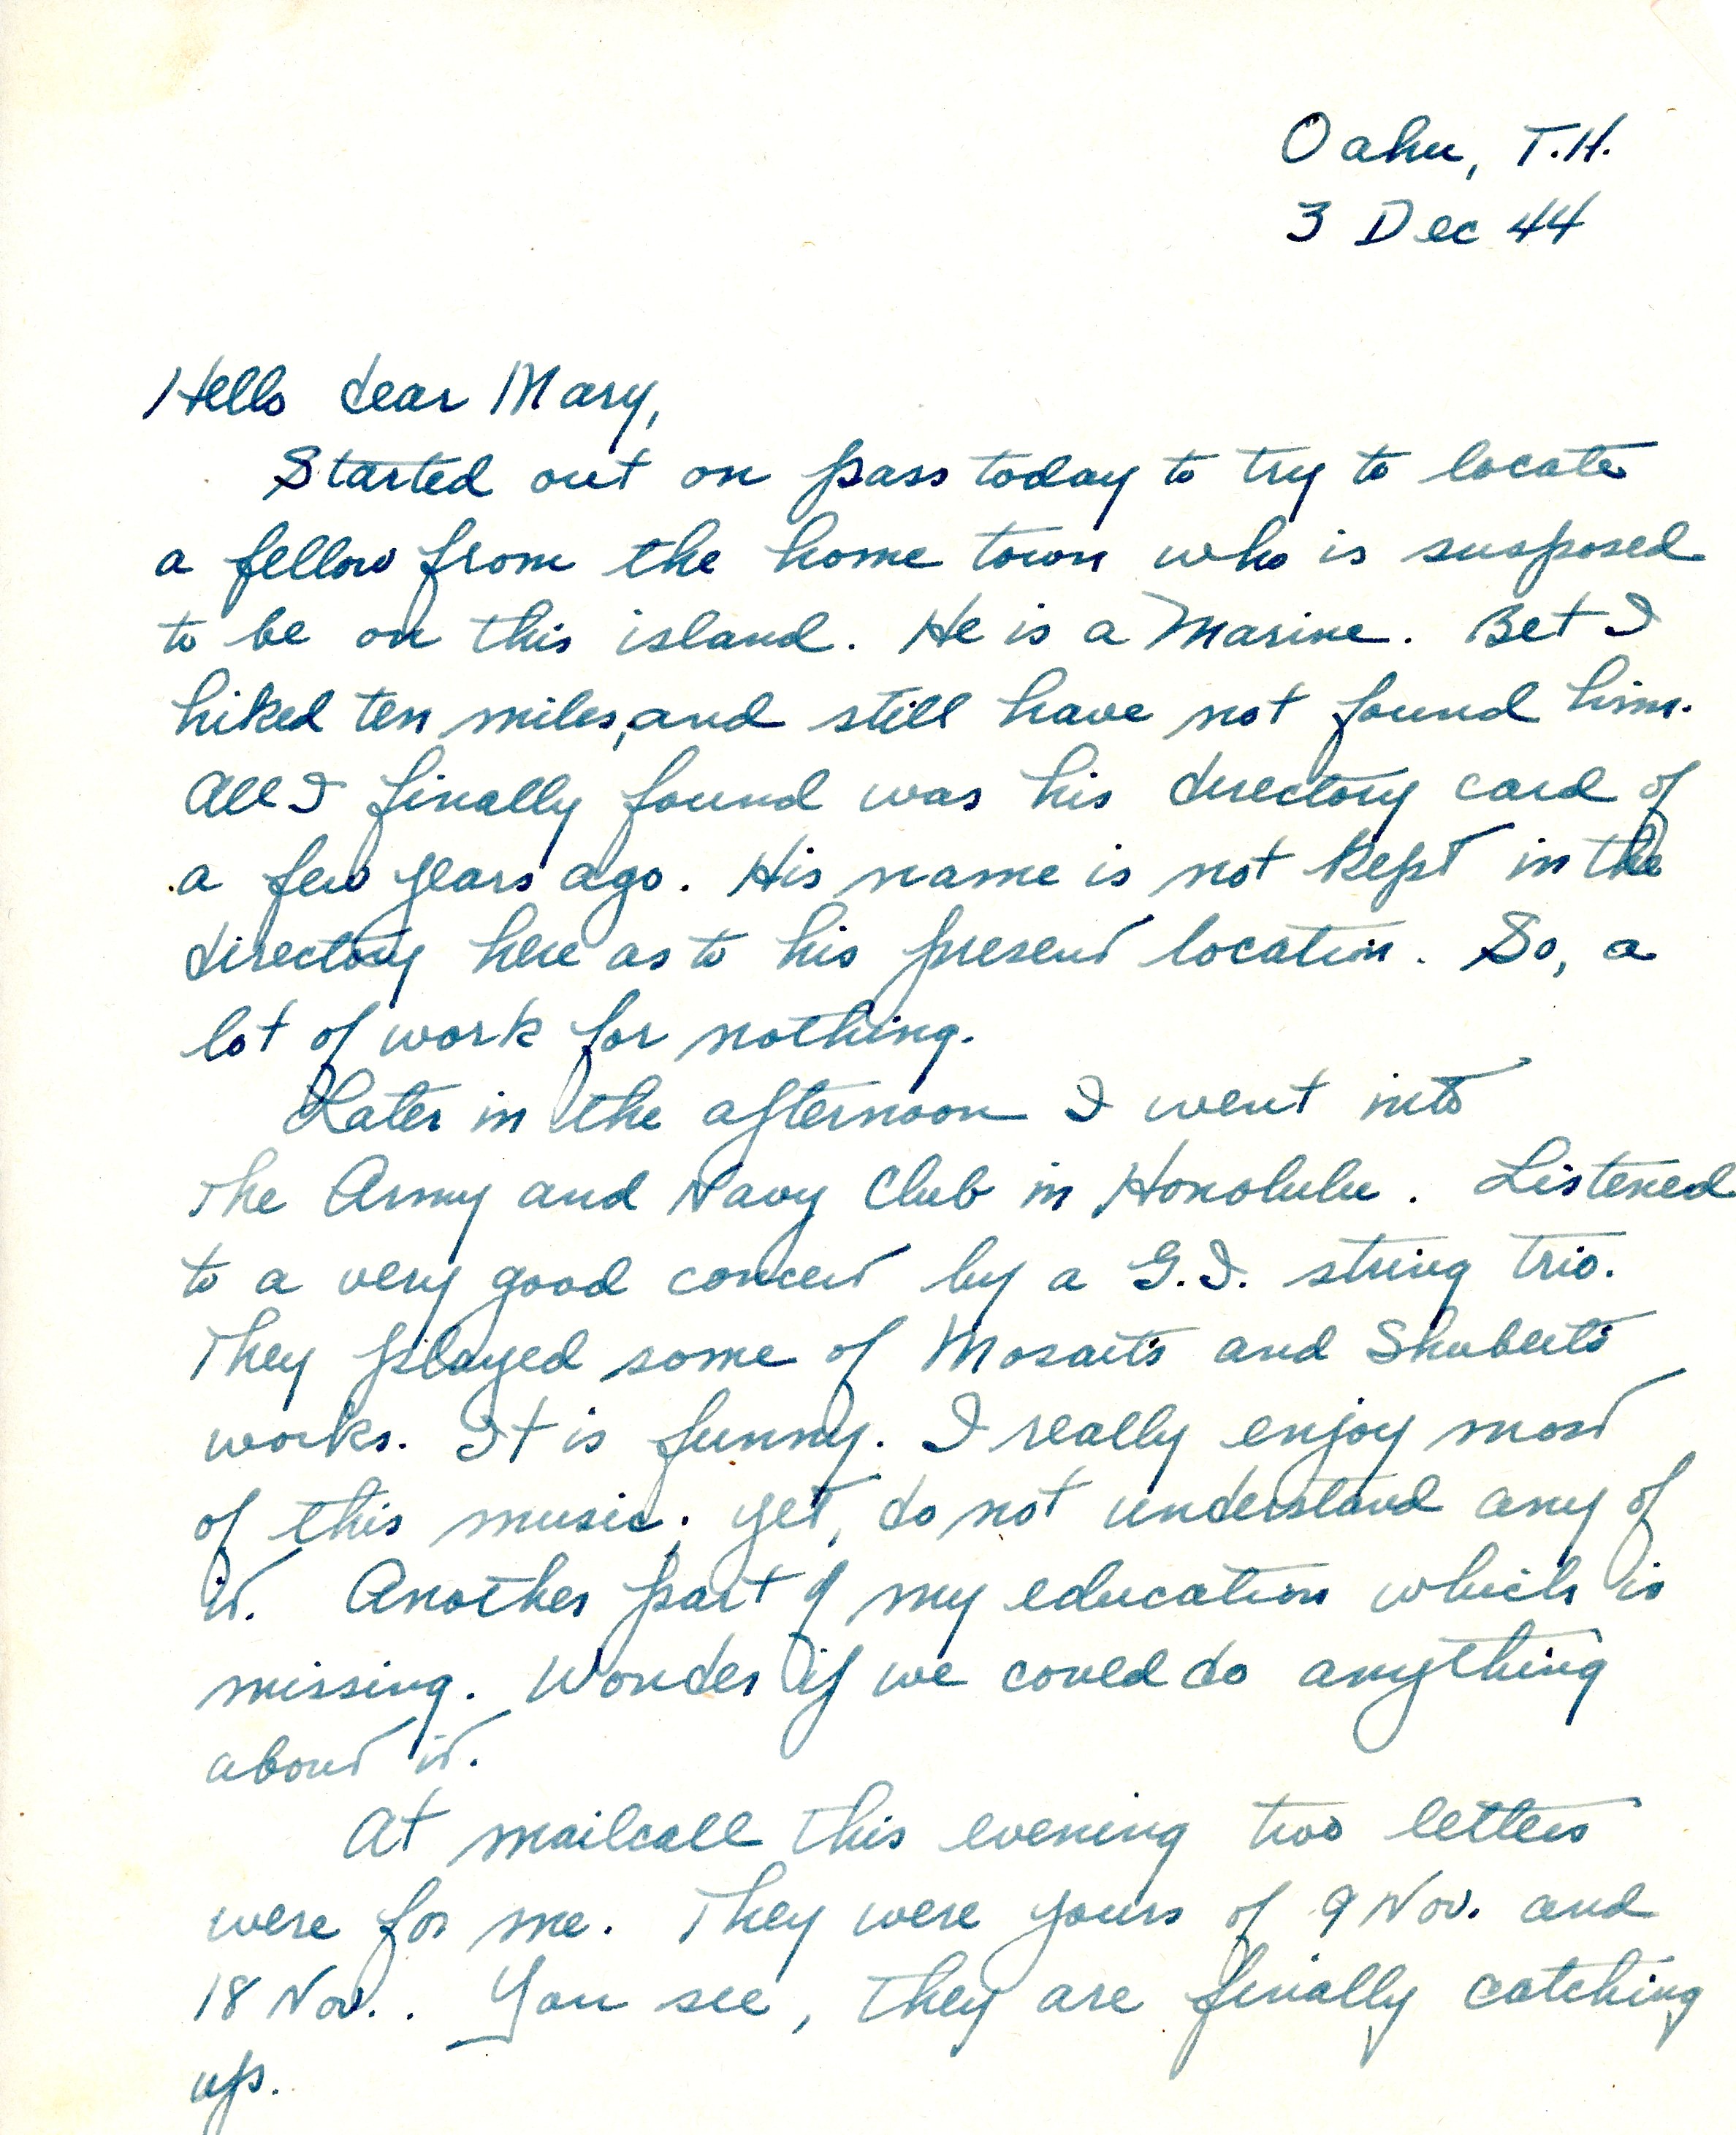 Oahu, T.H.
3 Dec 44
Hello dear Mary,
Started out on pass today to try to locate
a fellow from the home town who is susposed
to be on this island. He is a Marine. Bet I
hiked ten miles, and still have not found him.
All I finally found was his directory card of
a few years ago. His name is not kept in the
directory here as to his present location. So, a
lot of work for nothing.
Later in the afternoon I went into
the Army and Navy Club in Honolulu. Listened
to a very good concert by a G.I. string trio.
They played some of Mozarts and Shuberts
works. It is funny. I really enjoy most
of this music, yet, do not understand any of
it. Another part of my education which is
missing. Wonder if we could do anything
about it.
At mailcall this evening two letters
were for me. They were yours of 9 Nov. and
18 Nov.. You see, they are finally catching
up.